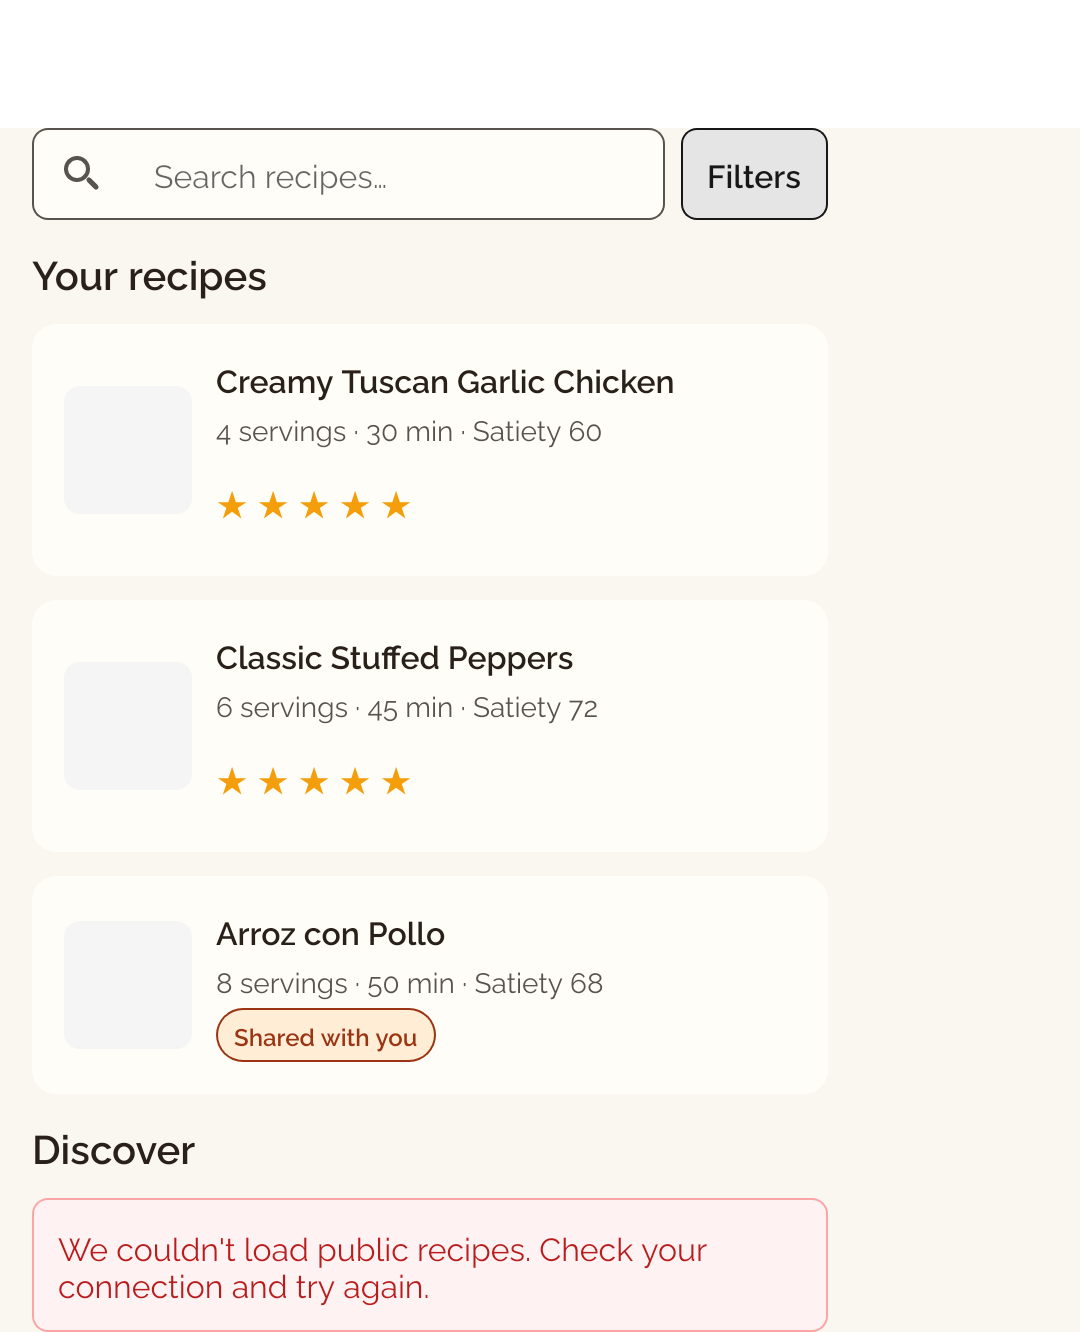 Search recipes...
Filters
Your recipes
Creamy Tuscan Garlic Chicken
4 servings · 30 min · Satiety 60
★ ★ ★ ★ ★
Classic Stuffed Peppers
6 servings · 45 min · Satiety 72
★ ★ ★ ★ ★
Arroz con Pollo
8 servings · 50 min · Satiety 68
Shared with you
Discover
We couldn't load public recipes. Check your
connection and try again.